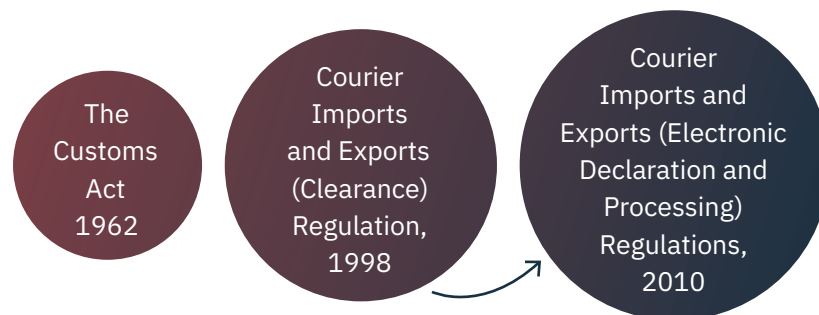 The
Customs
Act
1962
Courier
Imports
and Exports
(Clearance)
Regulation,
1998
Courier
Imports and
Exports (Electronic
Declaration and
Processing)
Regulations,
2010